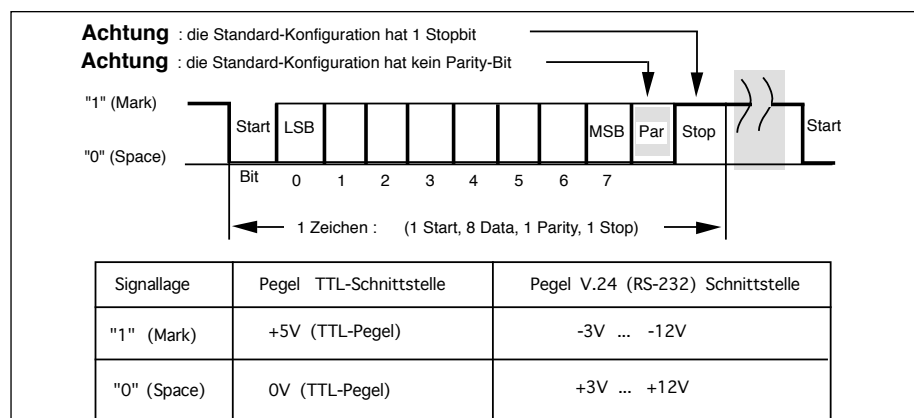 Achtung : die Standard-Konfiguration hat 1 Stopbit
Achtung : die Standard-Konfiguration hat kein Parity-Bit
"1" (Mark)
Start LSB MSB Par Stop Start
"0" (Space)
Bit 0 1 2 3 4 5 6 7
1 Zeichen : (1 Start, 8 Data, 1 Parity, 1 Stop)
Signallage Pegel TTL-Schnittstelle Pegel V.24 (RS-232) Schnittstelle
"1" (Mark) +5V (TTL-Pegel) -3V ... -12V
"0" (Space) 0V (TTL-Pegel) +3V ... +12V